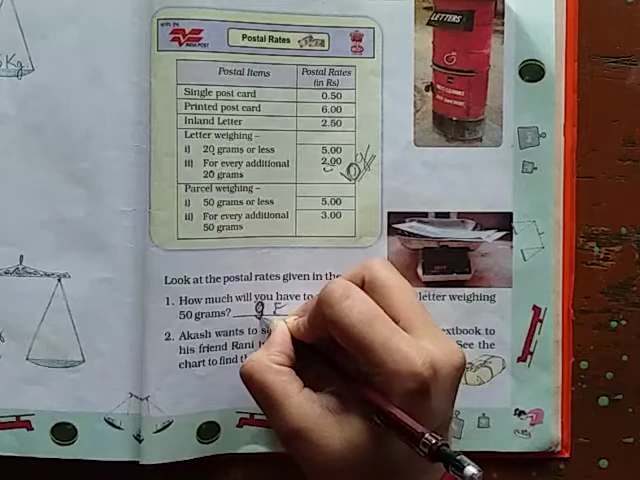 LETTERS
INDIA POST
Postal Rates
Postal Items Postal Rates (in Rs)
Single post card 0.50
Printed post card 6.00
Inland Letter 2.50
Letter weighing –
i) 20 grams or less 5.00
ii) For every additional 20 grams 2.00
Parcel weighing –
i) 50 grams or less 5.00
ii) For every additional 50 grams 3.00
Look at the postal rates given in the
1. How much will you have to letter weighing
50 grams? 9
2. Akash wants to textbook to
his friend Rani See the
chart to find